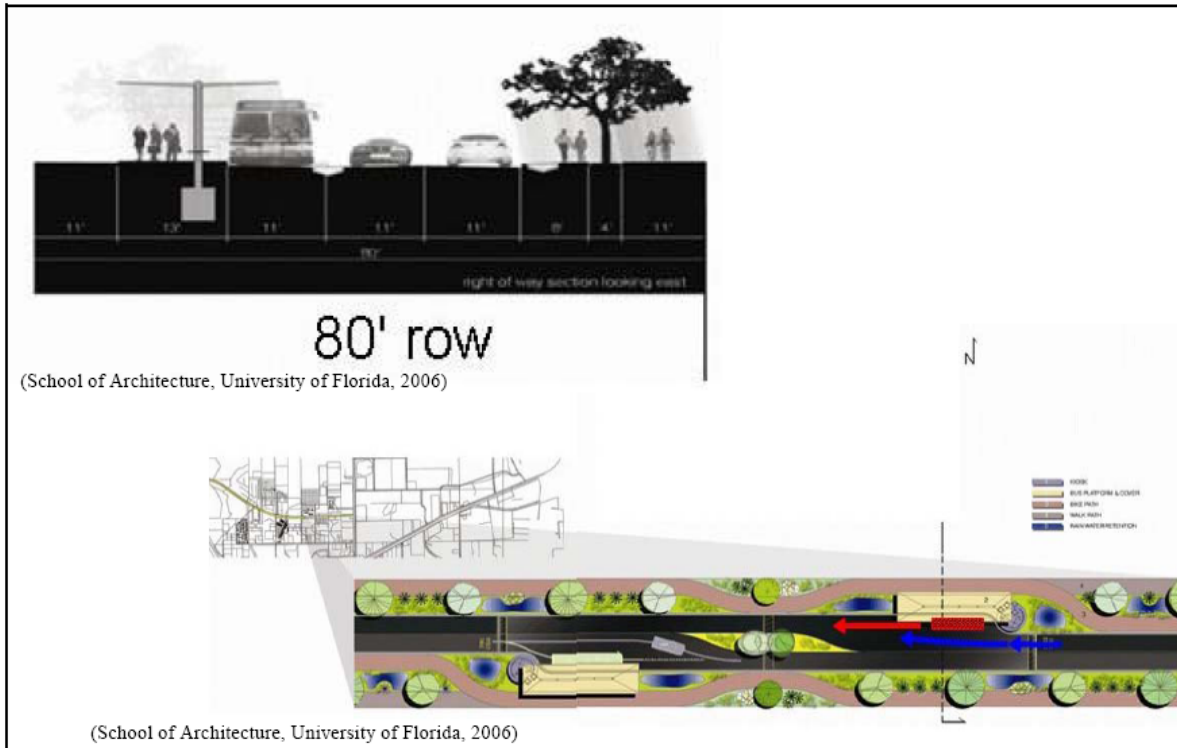 11' 13' 11' 11' 11' 8' 4' 11'
80'
right of way section looking east
80' row
(School of Architecture, University of Florida, 2006)
N
KIOSK
BUS PLATFORM & COVER
BIKE PATH
WALK PATH
RAIN WATER RETENTION
2
(School of Architecture, University of Florida, 2006)